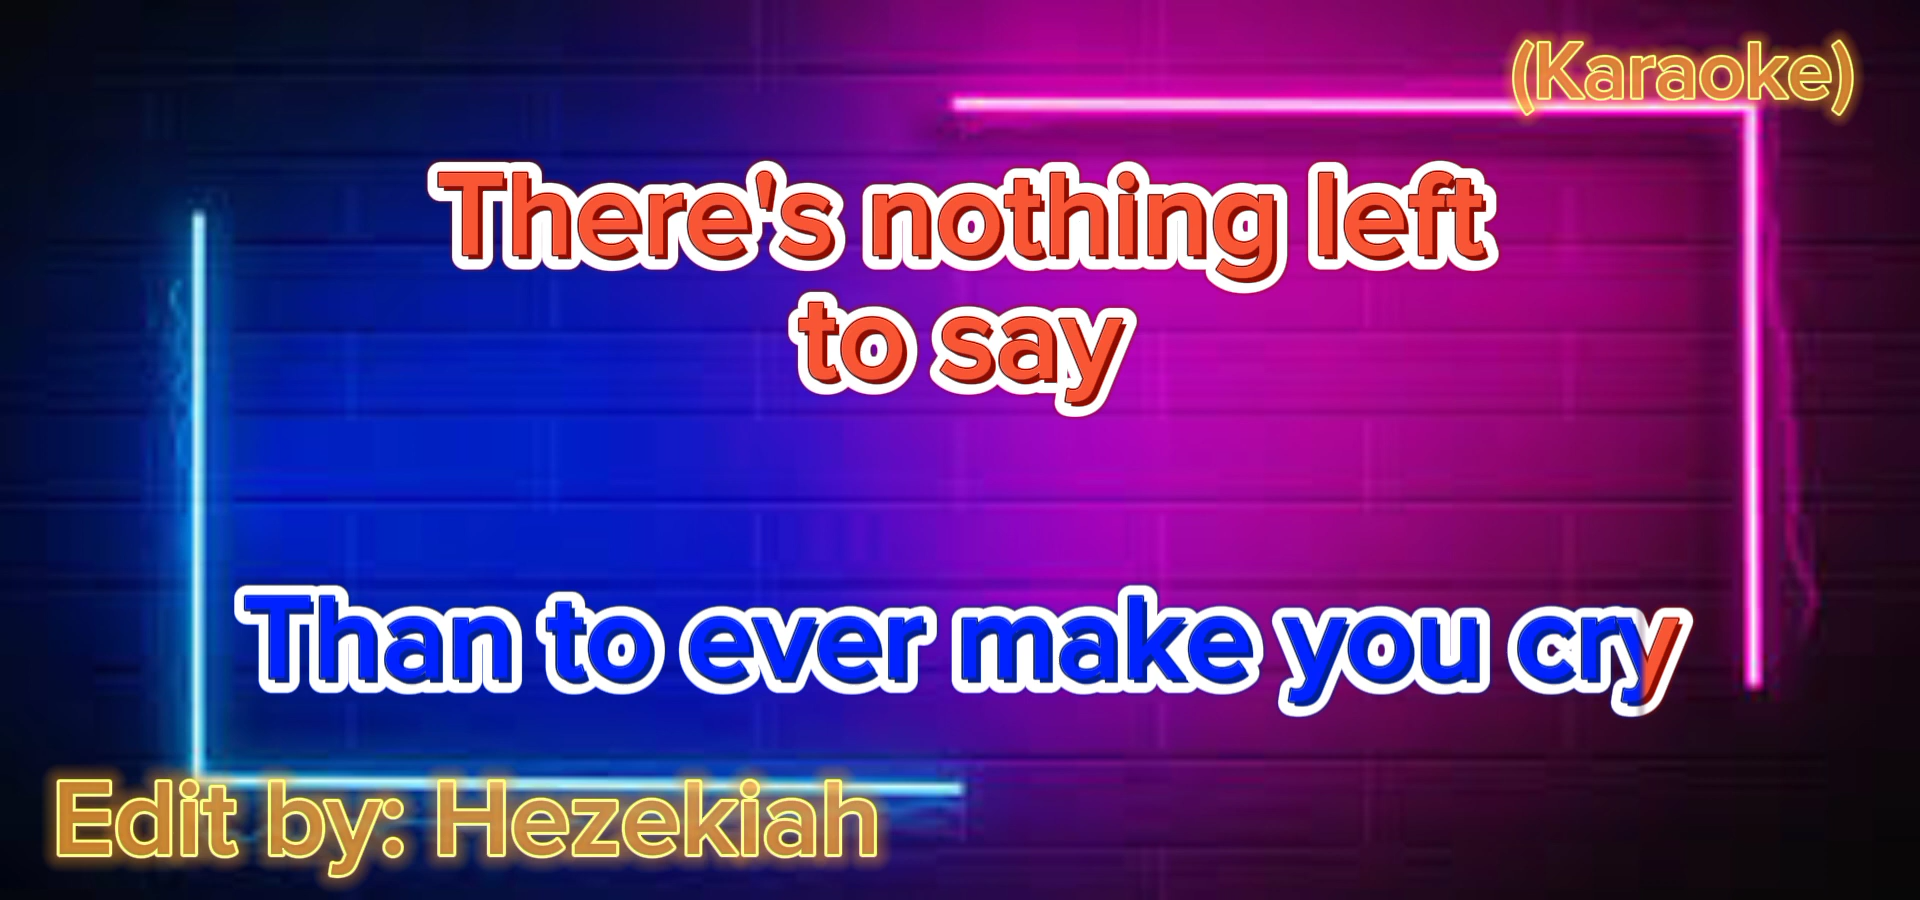 (Karaoke)
There's nothing left
to say
Than to ever make you cry
Edit by: Hezekiah